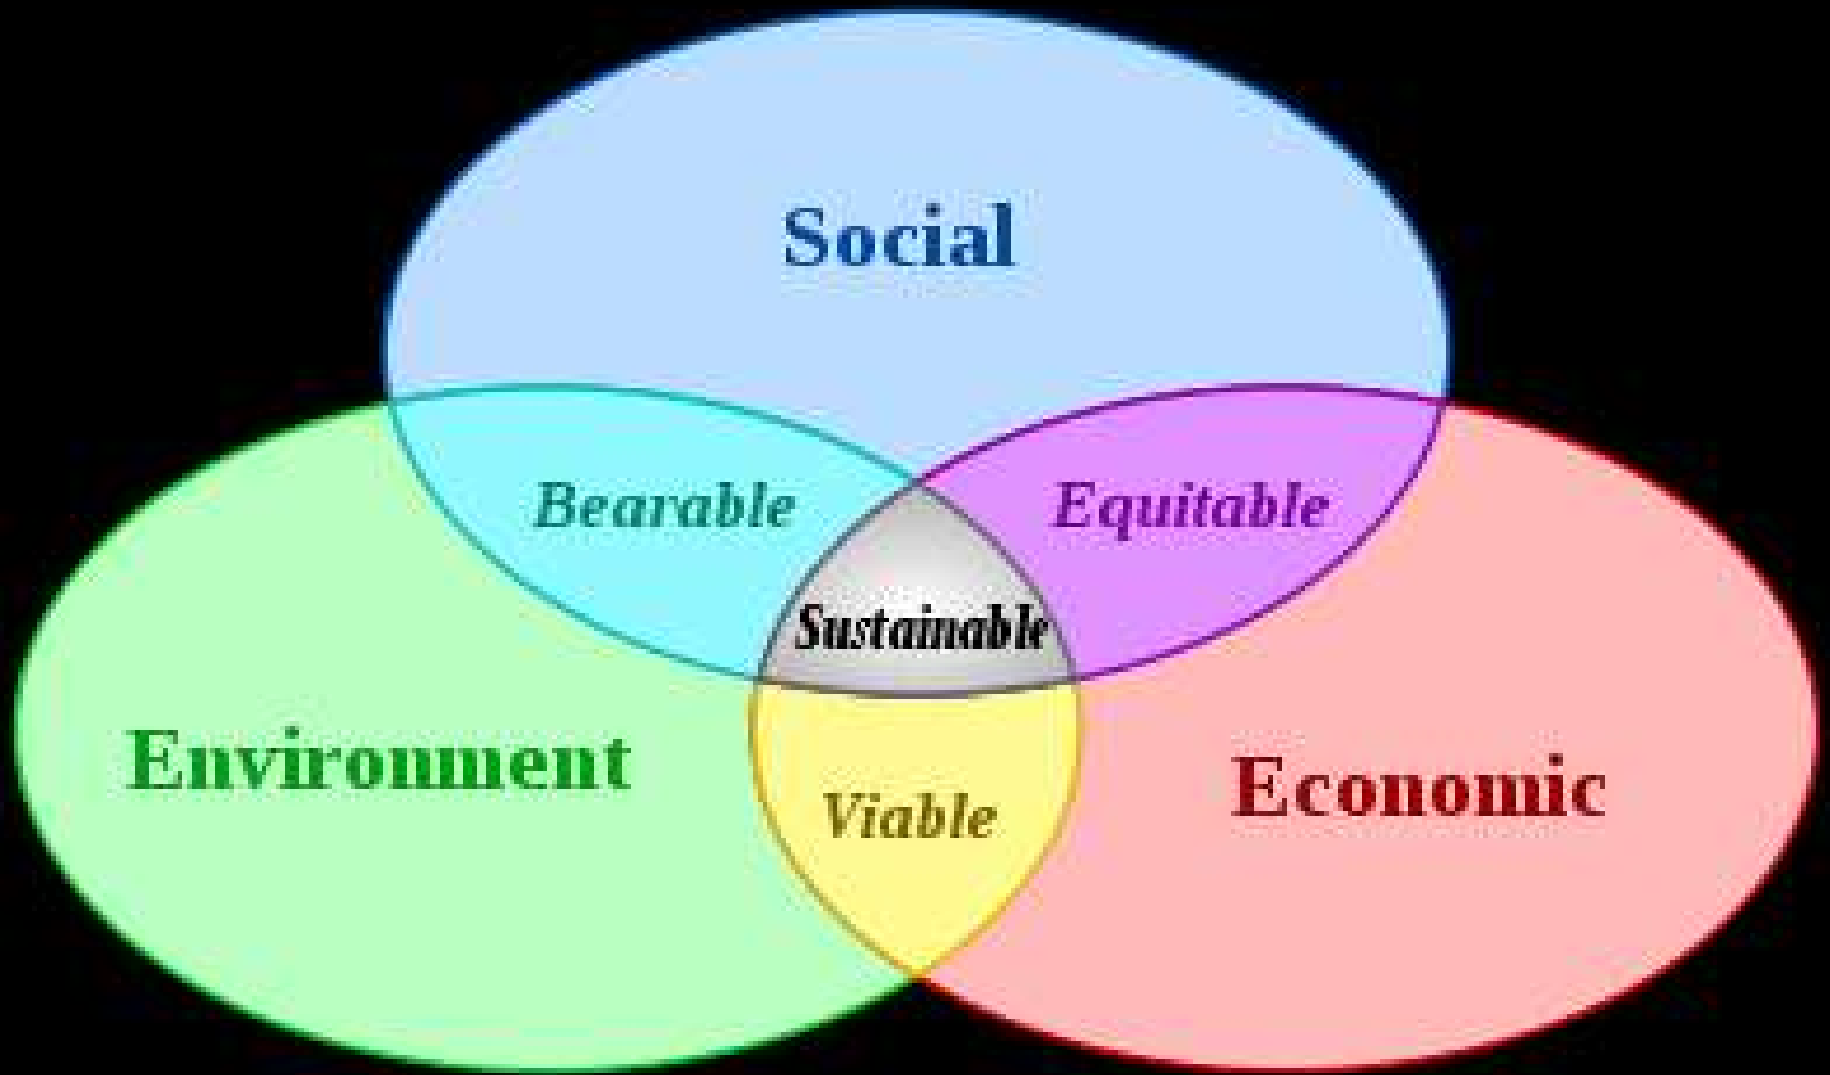 Social
Bearable
Equitable
Sustainable
Environment
Economic
Viable